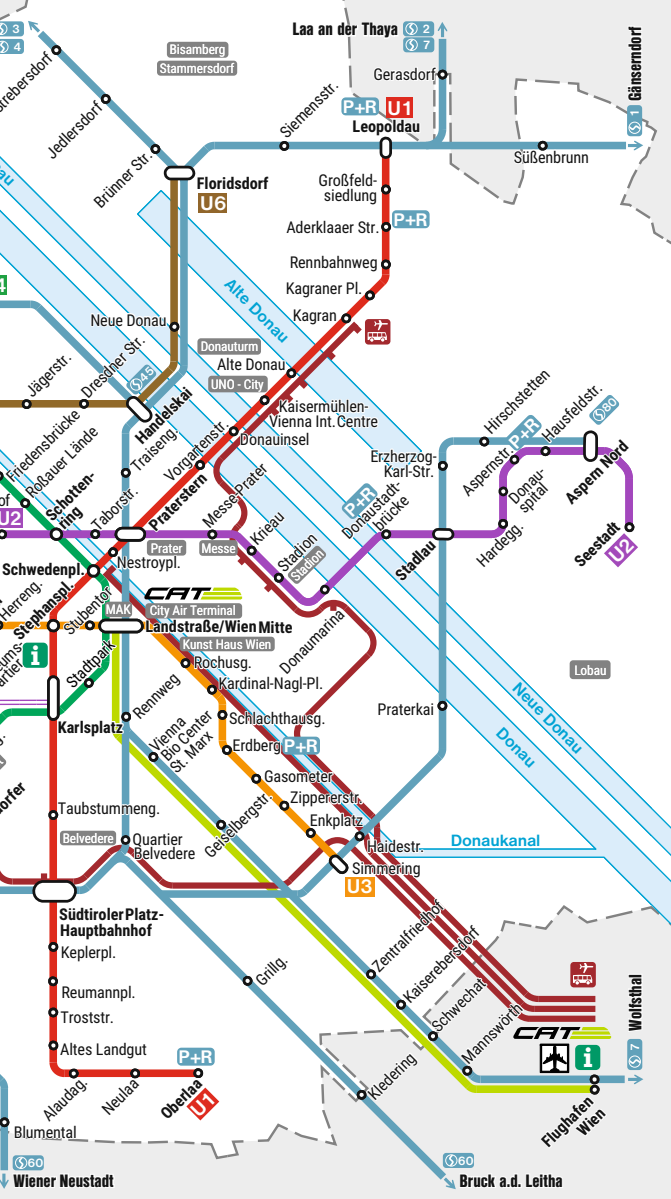 S 3
S 4
Strebersdorf
Bisamberg
Stammersdorf
Laa an der Thaya
S 2
S 7
Gerasdorf
Gänserndorf
S 1
Jedlersdorf
Siemensstr.
P+R
U1
Leopoldau
Süßenbrunn
Brünner Str.
Floridsdorf
U6
Großfeld-
siedlung
Aderklaaer Str.
P+R
Rennbahnweg
Kagraner Pl.
Kagran
Alte Donau
Neue Donau
Donauturm
Alte Donau
UNO - City
Jägerstr.
Dresdner Str.
S45
Handelskai
Kaisermühlen-
Vienna Int. Centre
Donauinsel
Vorgartenstr.
Traiseng.
Friedensbrücke
Roßauer Lände
Schotten-
ring
U2
Taborstr.
Praterstern
Messe-Prater
Prater
Messe
Krieau
Stadion
Stadion
P+R
Donaustadt-
brücke
Erzherzog-
Karl-Str.
Hirschstetten
Aspernstr.
P+R
Hausfeldstr.
S80
Aspern Nord
Donau-
spital
Hardegg.
Stadlau
Seestadt
U2
Nestroypl.
Schwedenpl.
Herreng.
Stephanspl.
Stubentor
MAK
CAT
City Air Terminal
Landstraße/Wien Mitte
Kunst Haus Wien
Donaumarina
Lobau
Stadtpark
Rochusg.
Kardinal-Nagl-Pl.
Rennweg
Schlachthausg.
Karlsplatz
Vienna
Bio Center
St. Marx
Erdberg
P+R
Praterkai
Neue Donau
Donau
Gasometer
Zippererstr.
Enkplatz
Geiselbergstr.
Taubstummeng.
Belvedere
Quartier
Belvedere
Haidestr.
Donaukanal
Simmering
U3
Südtiroler Platz-
Hauptbahnhof
Keplerpl.
Reumannpl.
Troststr.
Altes Landgut
Alaudag.
Neulaa
Oberlaa
P+R
U1
Grillg.
Zentralfriedhof
Kaiserebersdorf
Schwechat
Mannswörth
CAT
Wolfsthal
S 7
Flughafen
Wien
Kledering
Blumental
S60
Wiener Neustadt
S60
Bruck a.d. Leitha